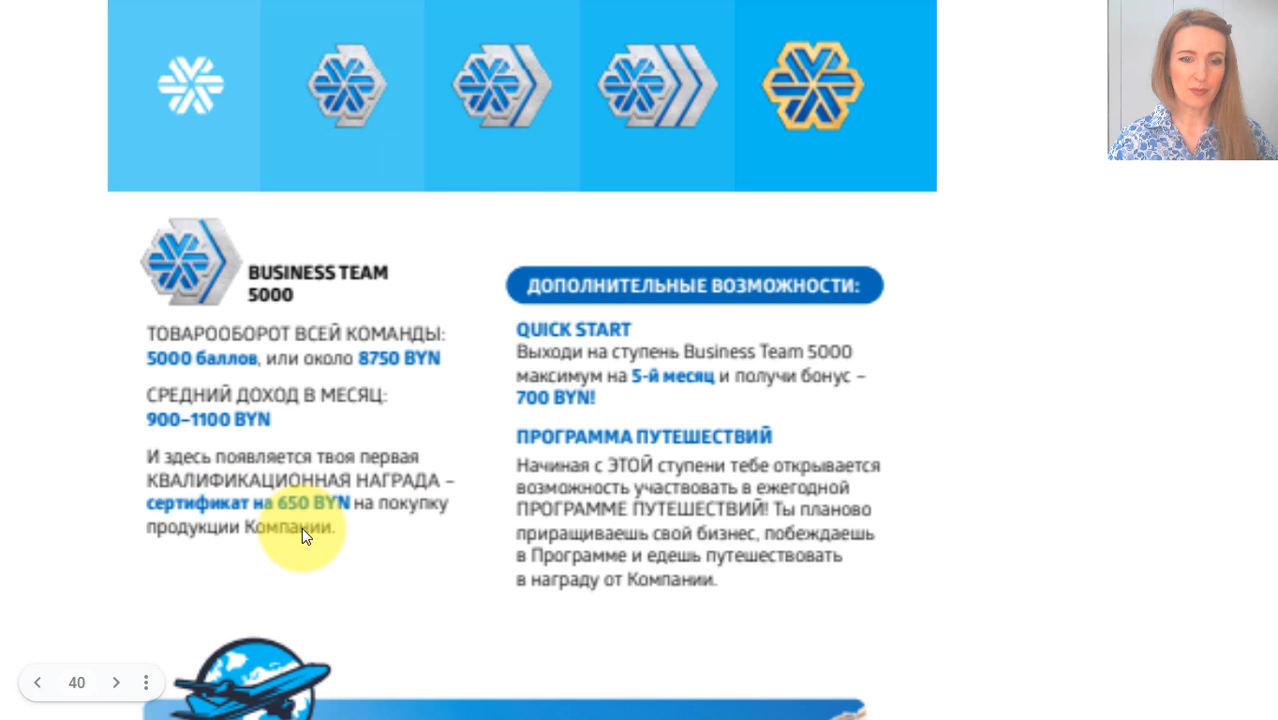 BUSINESS TEAM
5000
ТОВАРООБОРОТ ВСЕЙ КОМАНДЫ:
5000 баллов, или около 8750 BYN
СРЕДНИЙ ДОХОД В МЕСЯЦ:
900–1100 BYN
И здесь появляется твоя первая
КВАЛИФИКАЦИОННАЯ НАГРАДА –
сертификат на 650 BYN на покупку
продукции Компании.
ДОПОЛНИТЕЛЬНЫЕ ВОЗМОЖНОСТИ:
QUICK START
Выходи на ступень Business Team 5000
максимум на 5-й месяц и получи бонус –
700 BYN!
ПРОГРАММА ПУТЕШЕСТВИЙ
Начиная с ЭТОЙ ступени тебе открывается
возможность участвовать в ежегодной
ПРОГРАММЕ ПУТЕШЕСТВИЙ! Ты планово
приращиваешь свой бизнес, побеждаешь
в Программе и едешь путешествовать
в награду от Компании.
40